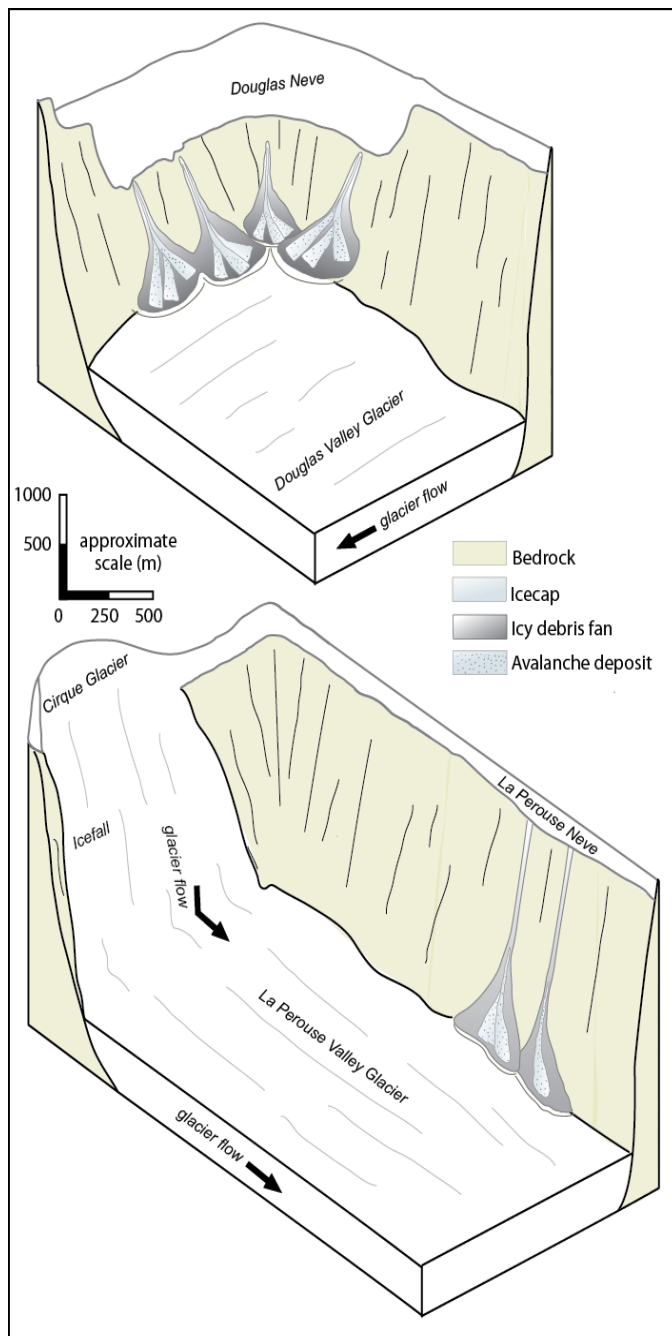 Douglas Neve
Douglas Valley Glacier
glacier flow
1000
500
approximate
scale (m)
0 250 500
Bedrock
Icecap
Icy debris fan
Avalanche deposit
Cirque Glacier
La Perouse Neve
Icefall
glacier flow
La Perouse Valley Glacier
glacier flow